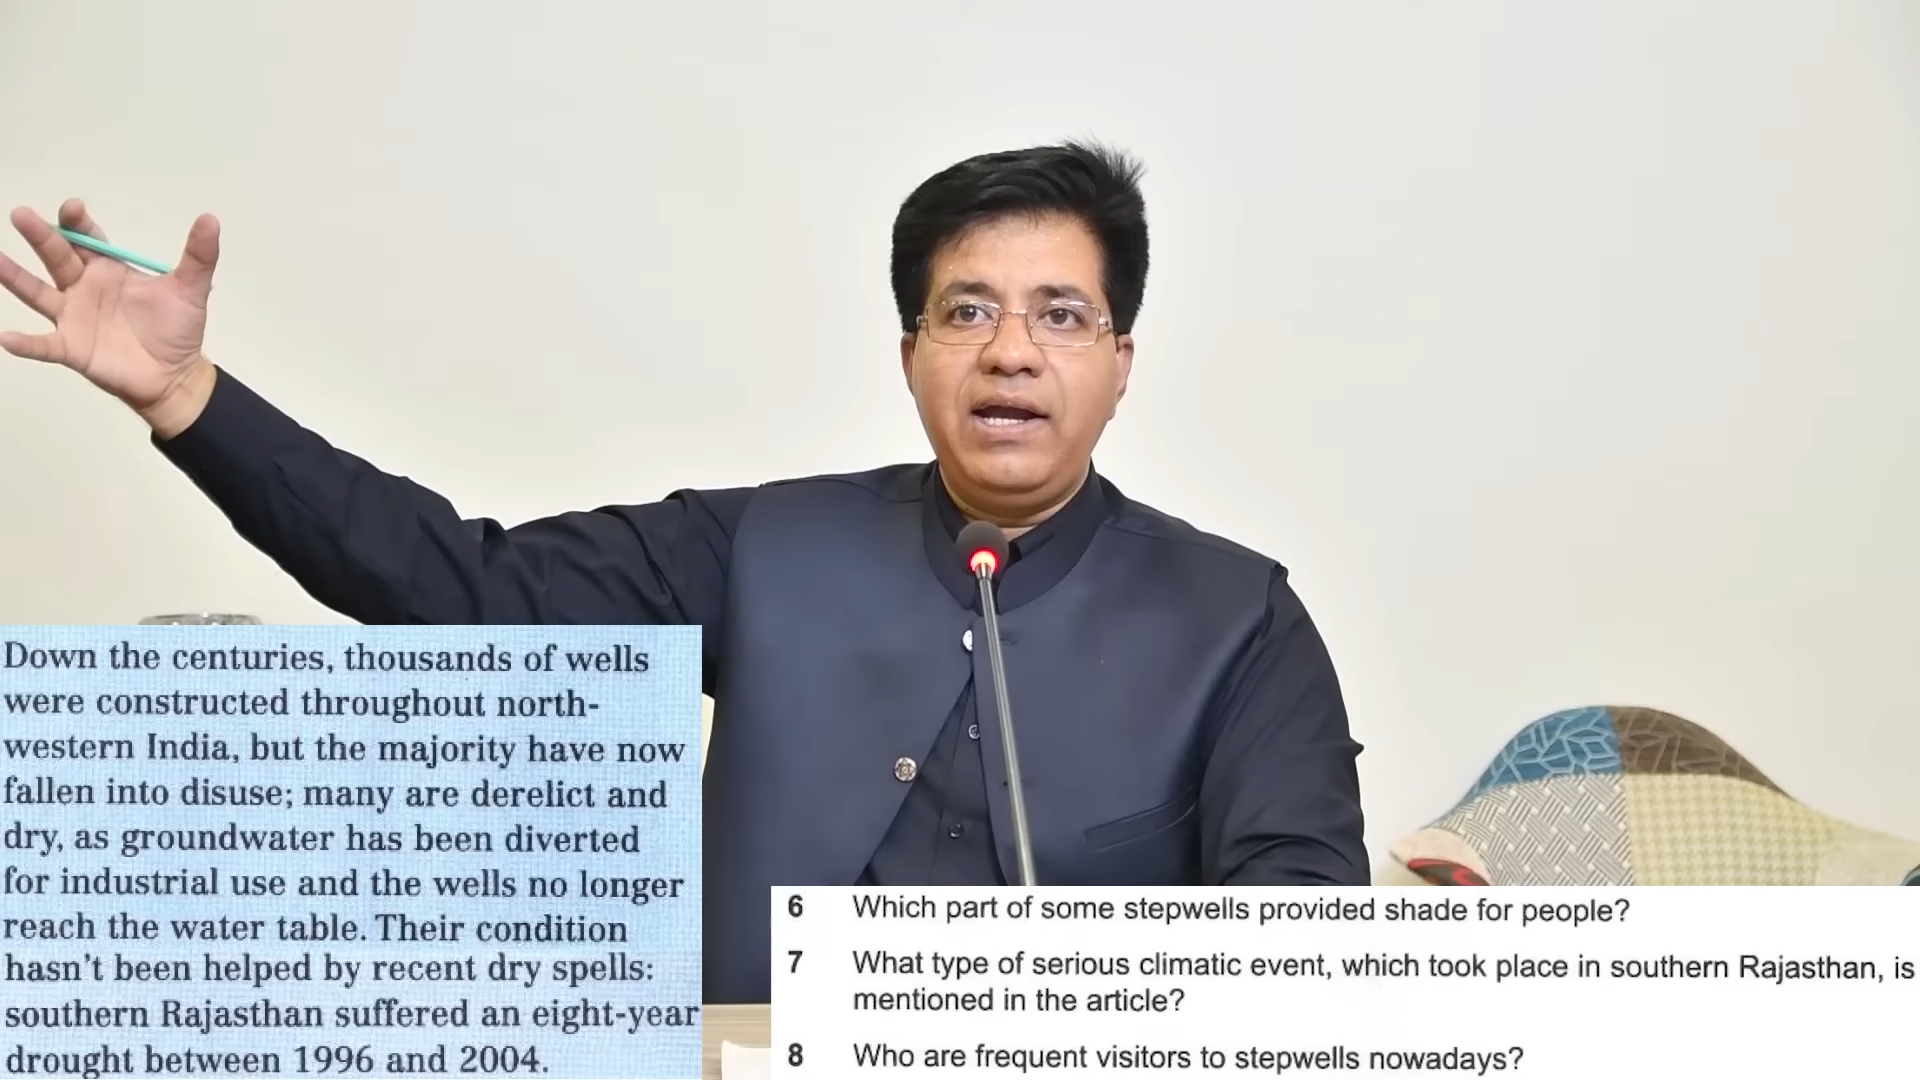 Down the centuries, thousands of wells
were constructed throughout north-
western India, but the majority have now
fallen into disuse; many are derelict and
dry, as groundwater has been diverted
for industrial use and the wells no longer
reach the water table. Their condition
hasn't been helped by recent dry spells:
southern Rajasthan suffered an eight-year
drought between 1996 and 2004.
6 Which part of some stepwells provided shade for people?
7 What type of serious climatic event, which took place in southern Rajasthan, is
mentioned in the article?
8 Who are frequent visitors to stepwells nowadays?